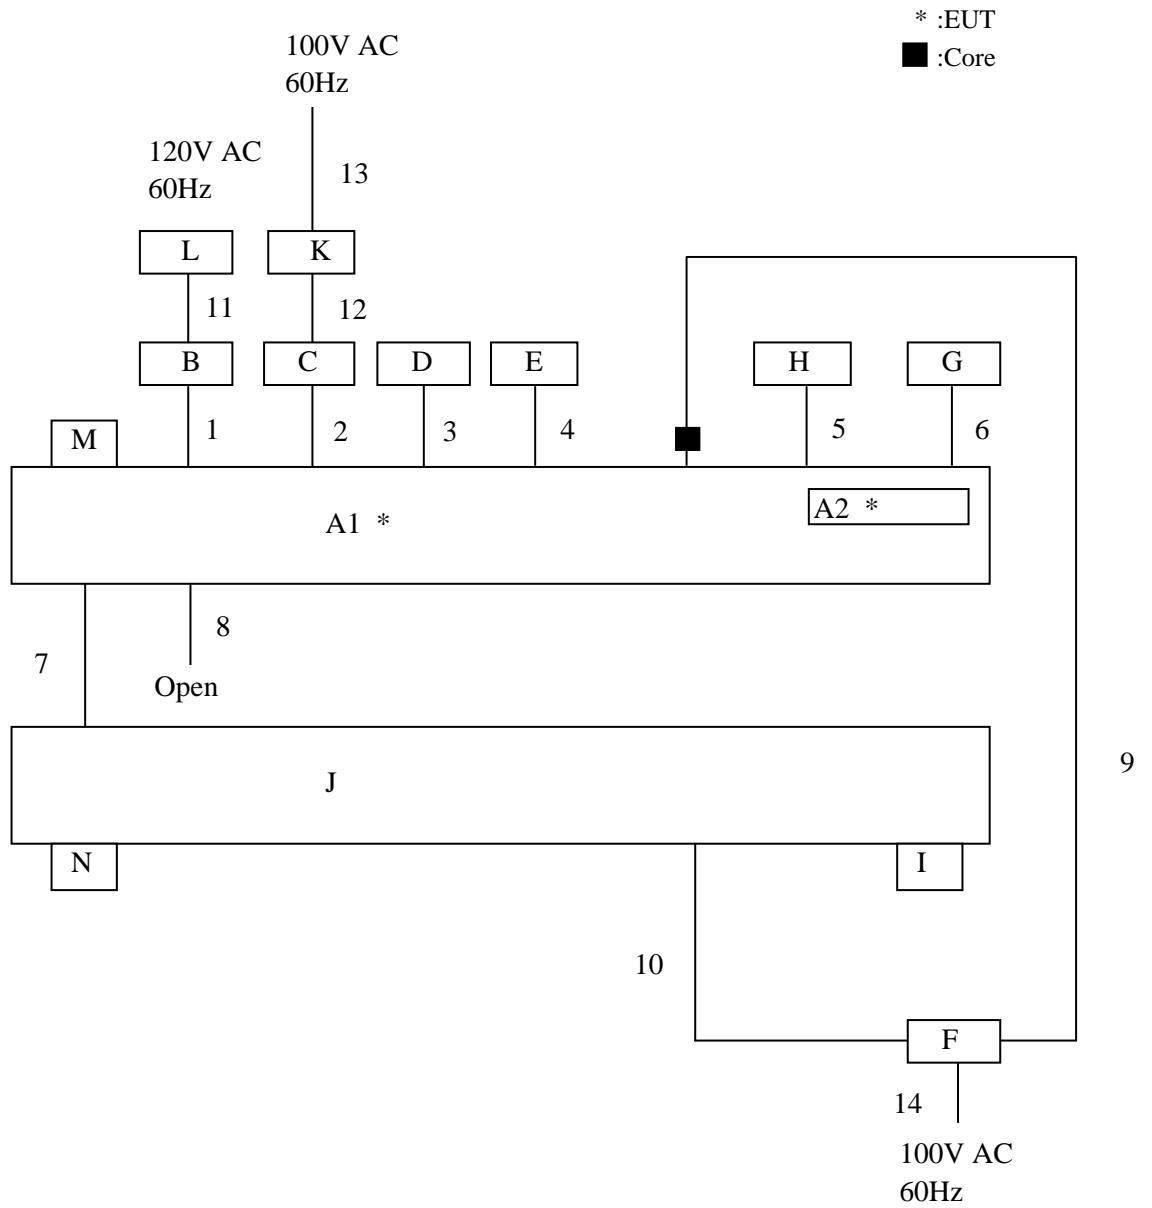 * :EUT
:Core
100V AC
60Hz
120V AC
60Hz
13
L
K
11
12
B
C
D
E
H
G
M
1
2
3
4
5
6
A1 *
A2 *
8
7
Open
J
9
N
I
10
F
14
100V AC
60Hz